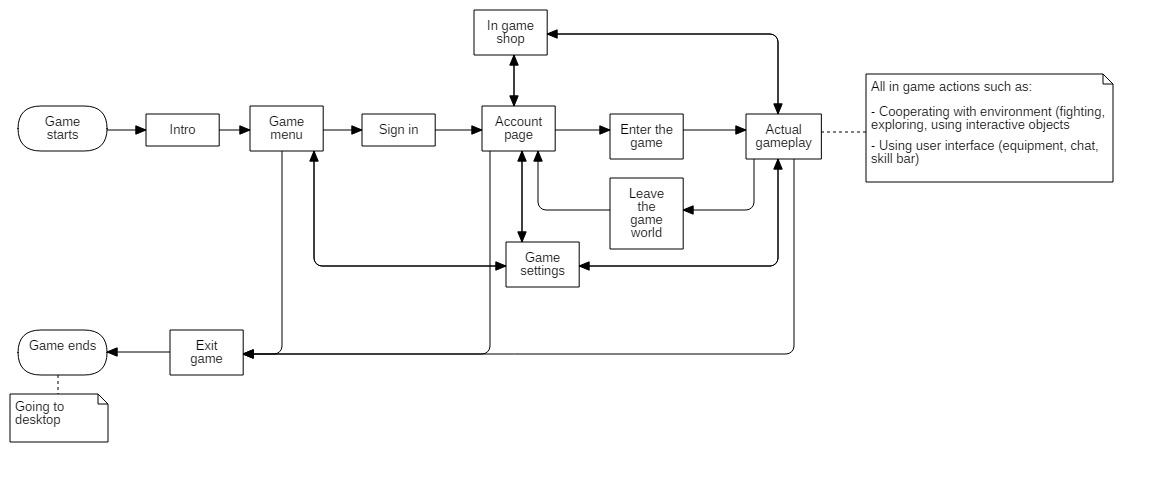 In game
shop
Game
starts
Intro
Game
menu
Sign in
Account
page
Enter the
game
Actual
gameplay
All in game actions such as:
- Cooperating with environment (fighting,
exploring, using interactive objects
- Using user interface (equipment, chat,
skill bar)
Leave
the
game
world
Game
settings
Game ends
Exit
game
Going to
desktop